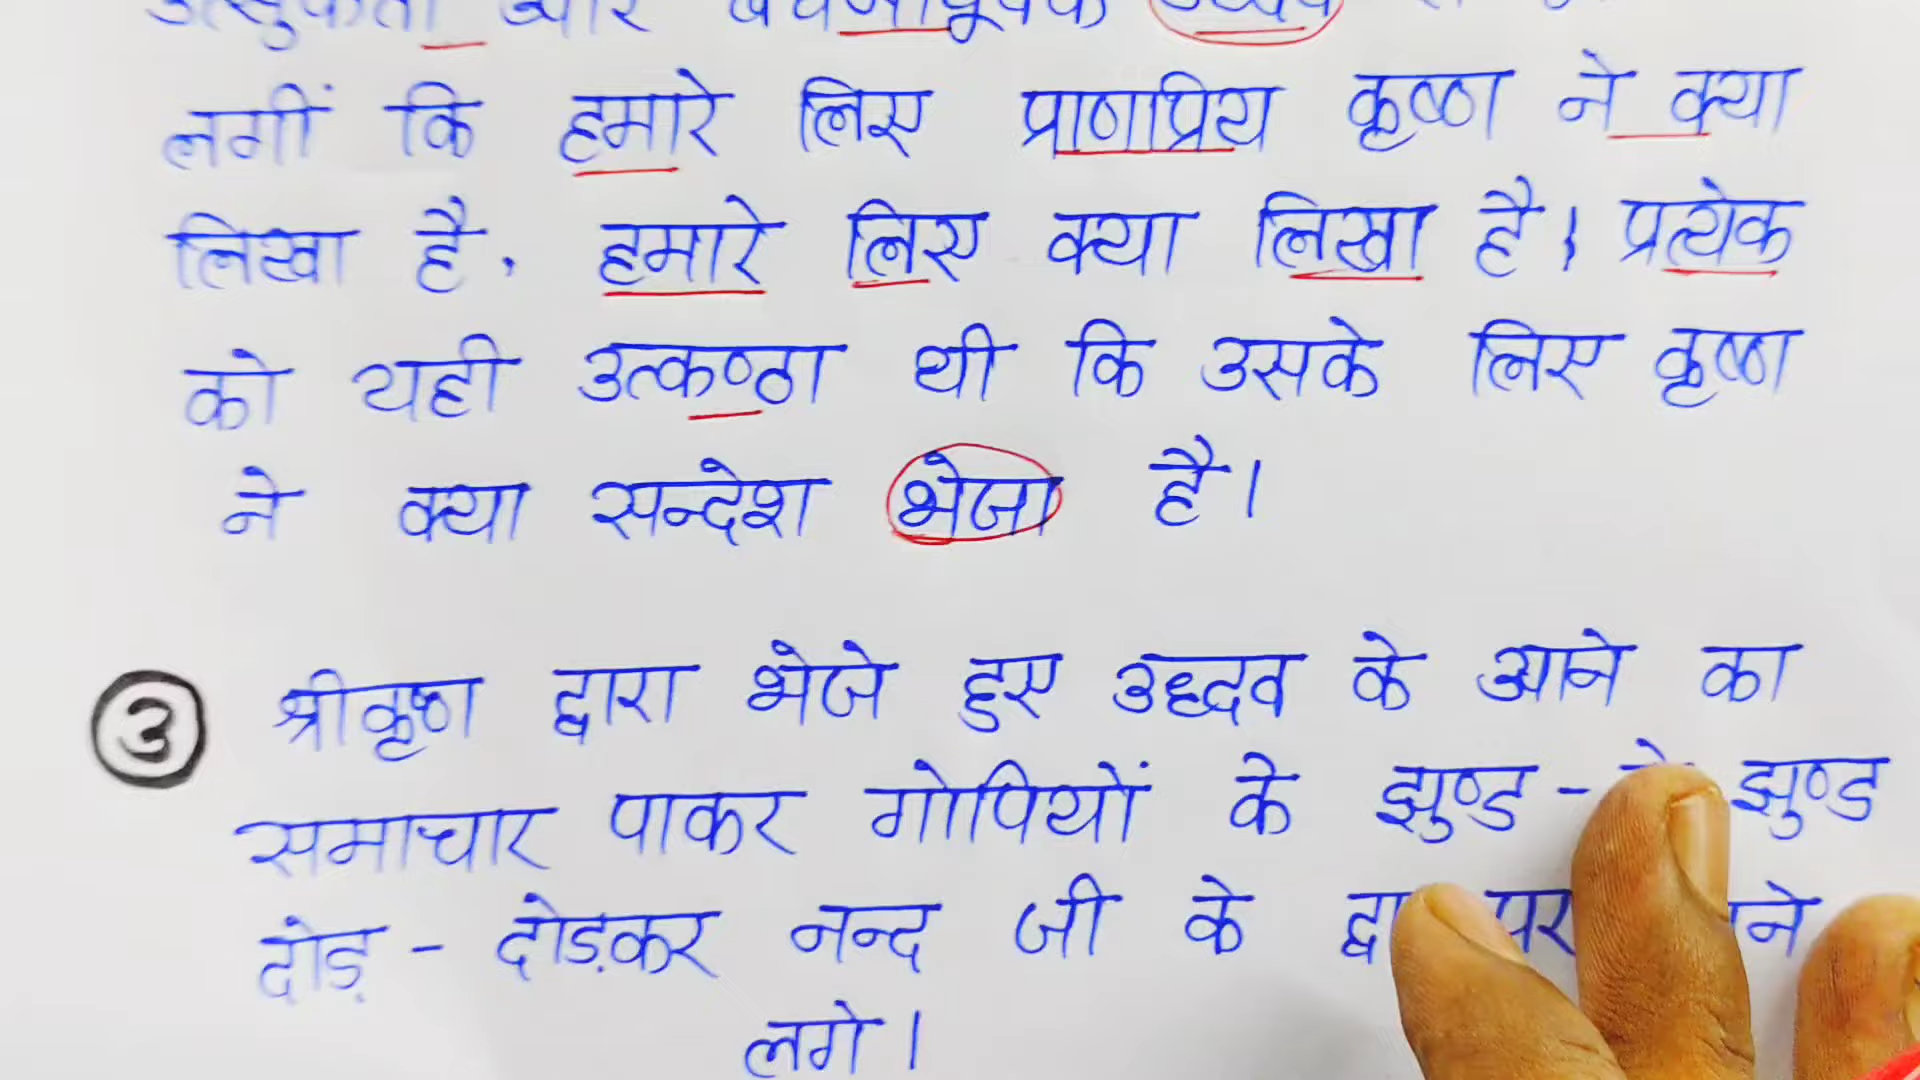 लगीं कि हमारे लिए प्राणप्रिय कृष्ण ने क्या
लिखा है, हमारे लिए क्या लिखा है। प्रत्येक
को यही उत्कण्ठा थी कि उसके लिए कृष्ण
ने क्या सन्देश भेजा है।
3 श्रीकृष्ण द्वारा भेजे हुए उद्धव के आने का
समाचार पाकर गोपियों के झुण्ड - झुण्ड
दोड़ - दोड़कर नन्द जी के पर
लगे।